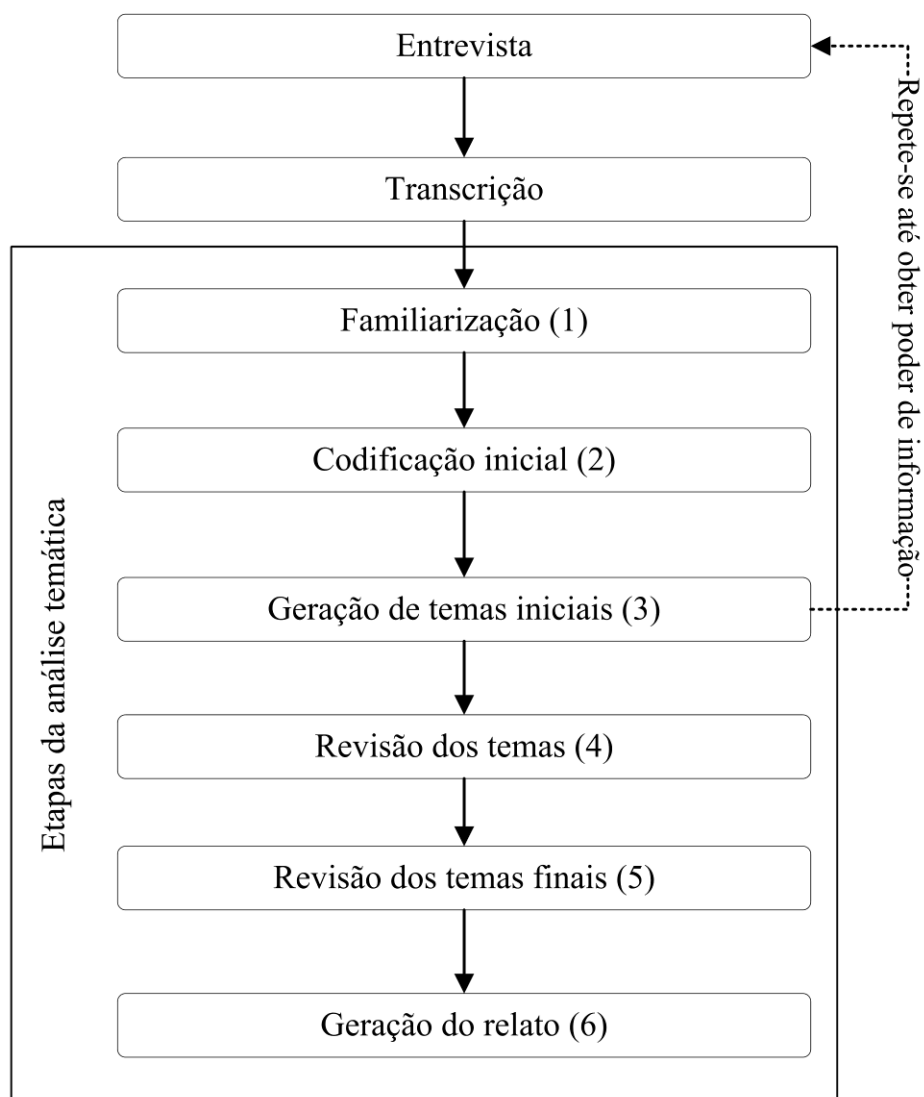 Entrevista
Transcrição
Familiarização (1)
Codificação inicial (2)
Geração de temas iniciais (3)
Revisão dos temas (4)
Revisão dos temas finais (5)
Geração do relato (6)
Etapas da análise temática
Repete-se até obter poder de informação